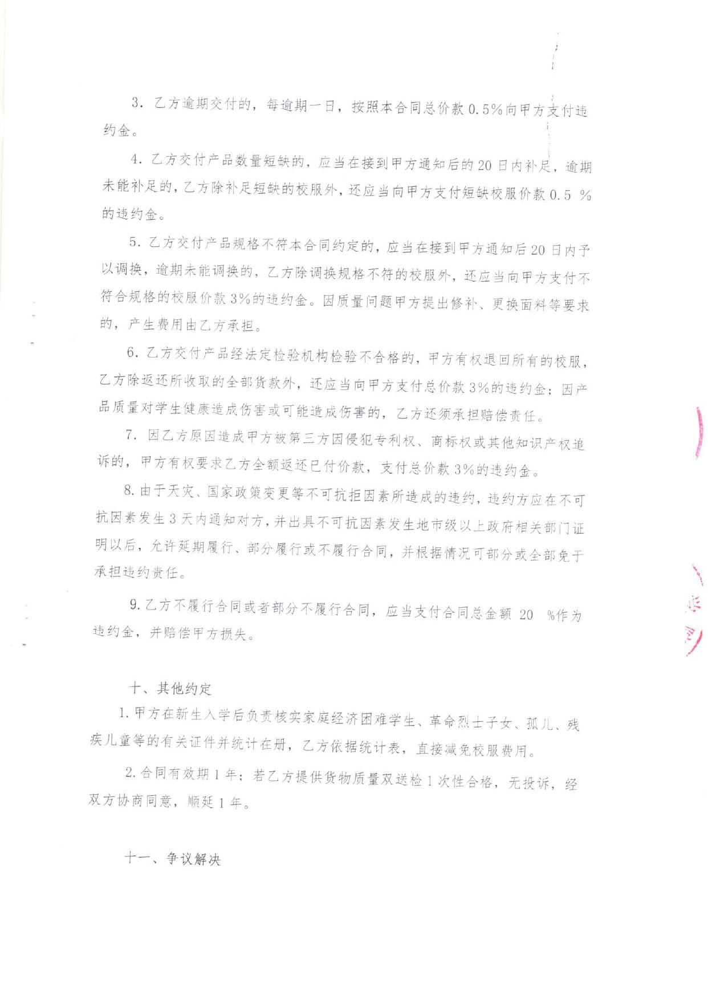 3. 乙方逾期交付的，每逾期一日，按照本合同总价款0.5%向甲方支付违
约金。
4. 乙方交付产品数量短缺的，应当在接到甲方通知后的20日内补足，逾期
未能补足的，乙方除补足短缺的校服外，还应当向甲方支付短缺校服价款0.5 %
的违约金。
5. 乙方交付产品规格不符本合同约定的，应当在接到甲方通知后20日内予
以调换，逾期未能调换的，乙方除调换规格不符的校服外，还应当向甲方支付不
符合规格的校服价款3%的违约金。因质量问题甲方提出修补、更换面料等要求
的，产生费用由乙方承担。
6. 乙方交付产品经法定检验机构检验不合格的，甲方有权退回所有的校服，
乙方除返还所收取的全部货款外，还应当向甲方支付总价款3%的违约金；因产
品质量对学生健康造成伤害或可能造成伤害的，乙方还须承担赔偿责任。
7. 因乙方原因造成甲方被第三方因侵犯专利权、商标权或其他知识产权追
诉的，甲方有权要求乙方全额返还已付价款，支付总价款3%的违约金。
8.由于天灾、国家政策变更等不可抗拒因素所造成的违约，违约方应在不可
抗因素发生3天内通知对方，并出具不可抗因素发生地市级以上政府相关部门证
明以后，允许延期履行、部分履行或不履行合同，并根据情况可部分或全部免于
承担违约责任。
9.乙方不履行合同或者部分不履行合同，应当支付合同总金额 20 %作为
违约金，并赔偿甲方损失。
十、其他约定
1.甲方在新生入学后负责核实家庭经济困难学生、革命烈士子女、孤儿、残
疾儿童等的有关证件并统计在册，乙方依据统计表，直接减免校服费用。
2.合同有效期1年；若乙方提供货物质量双送检1次性合格，无投诉，经
双方协商同意，顺延1年。
十一、争议解决